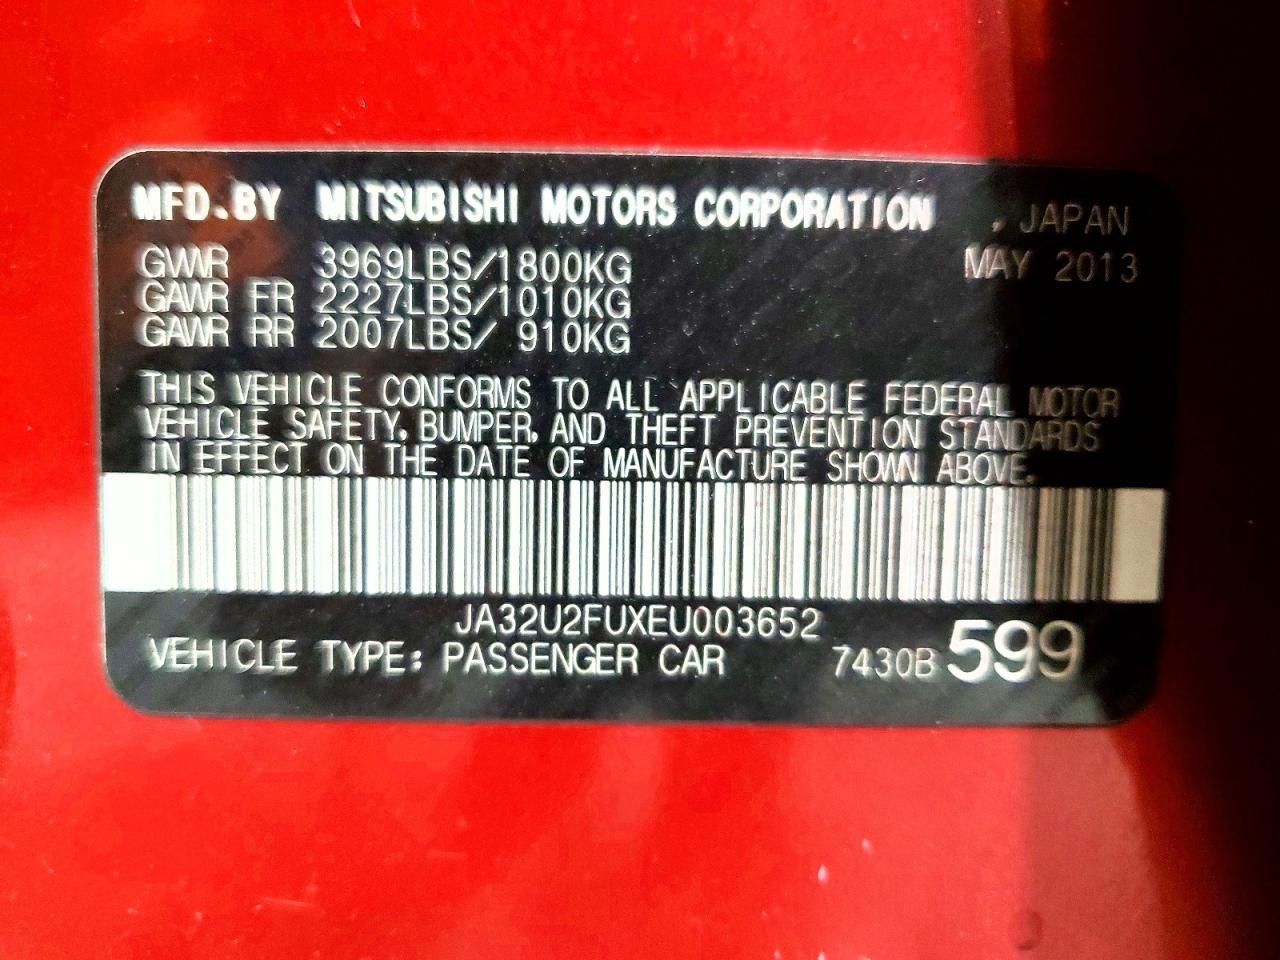 MFD.BY MITSUBISHI MOTORS CORPORATION , JAPAN
GVWR 3969LBS/1800KG MAY 2013
GAWR FR 2227LBS/1010KG
GAWR RR 2007LBS/ 910KG
THIS VEHICLE CONFORMS TO ALL APPLICABLE FEDERAL MOTOR
VEHICLE SAFETY, BUMPER, AND THEFT PREVENTION STANDARDS
IN EFFECT ON THE DATE OF MANUFACTURE SHOWN ABOVE.
JA32U2FUXEU003652
VEHICLE TYPE: PASSENGER CAR 7430B 599